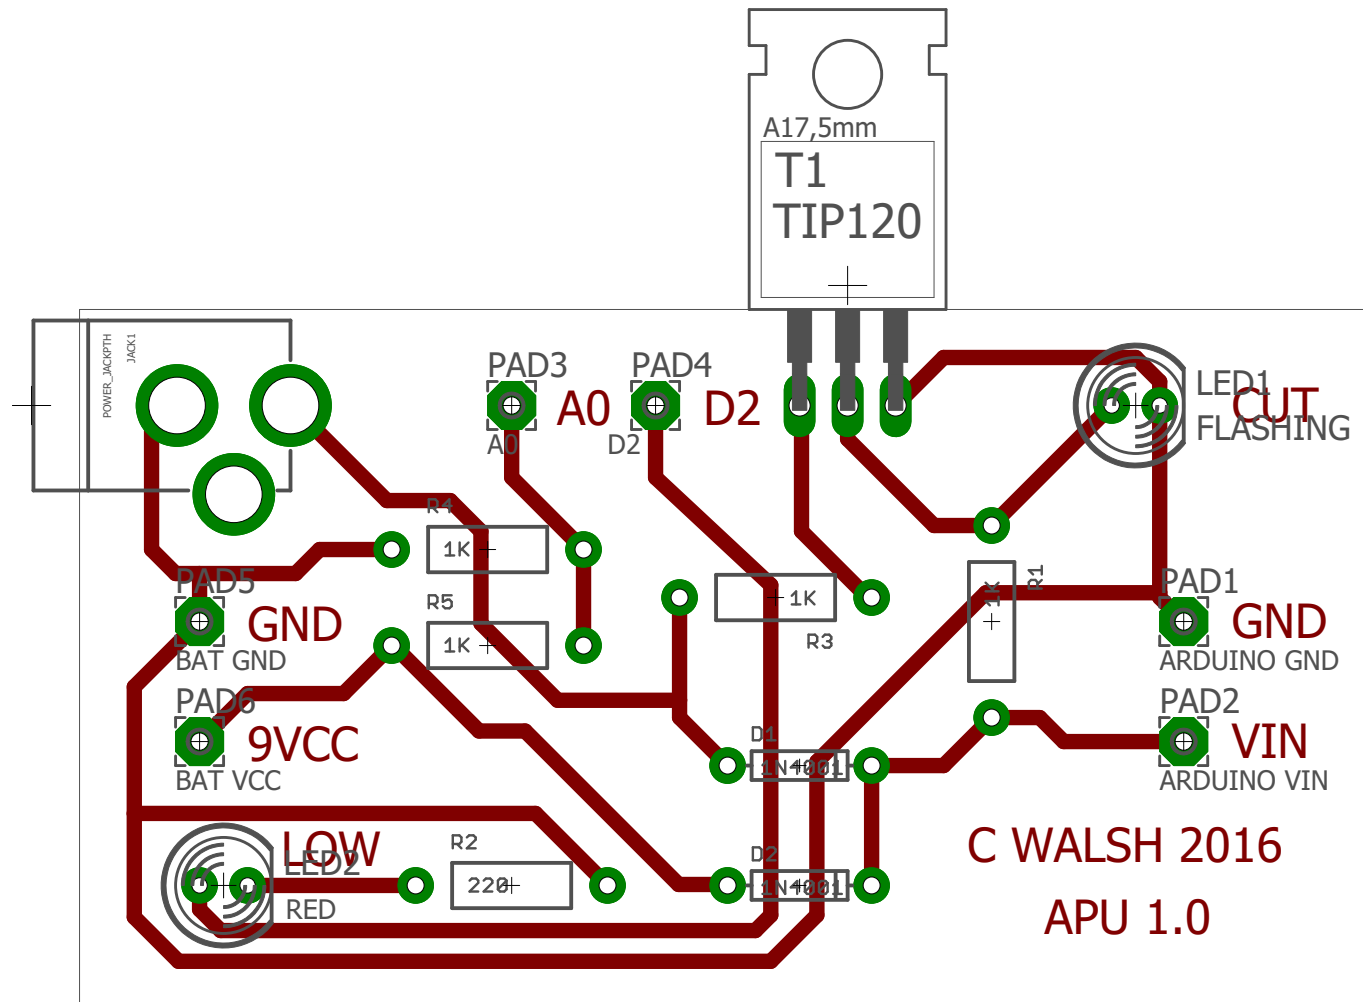 A17,5mm
T1
TIP120
POWER_JACKPTH
JACK1
PAD3
A0
A0
PAD4
D2
D2
LED1
CUT
FLASHING
R4
1K
R5
1K
1K
R3
1K
R1
PAD5
GND
BAT GND
PAD6
9VCC
BAT VCC
PAD1
GND
ARDUINO GND
PAD2
VIN
ARDUINO VIN
D1
1N4001
LOW
LED2
RED
R2
220
D2
1N4001
C WALSH 2016
APU 1.0